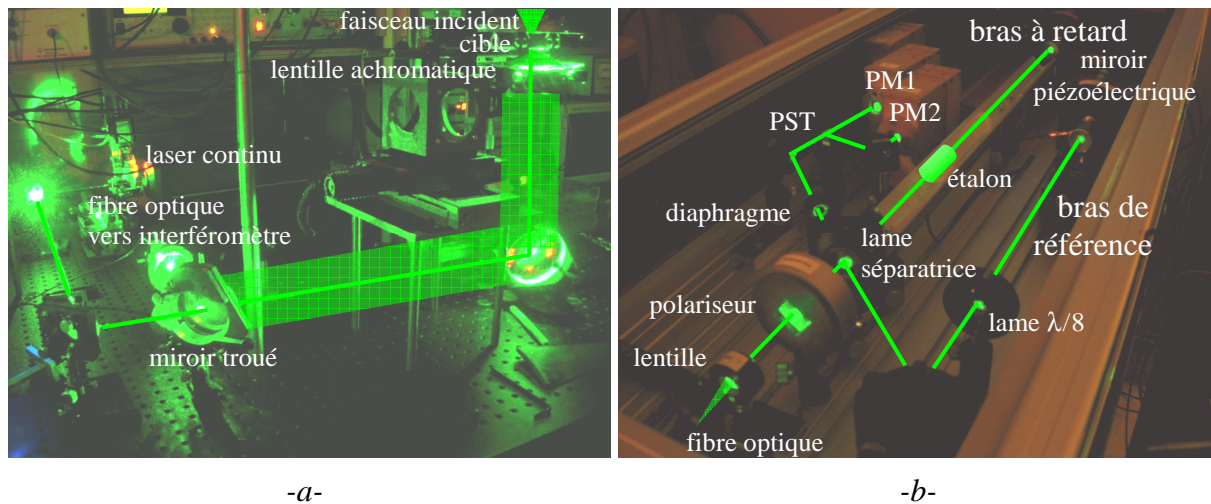 faisceau incident
cible
lentille achromatique
laser continu
fibre optique
vers interféromètre
miroir troué
-a-
bras à retard
miroir
piézoélectrique
PM1
PM2
PST
étalon
diaphragme
bras de
référence
lame
séparatrice
polariseur
lame λ/8
lentille
fibre optique
-b-